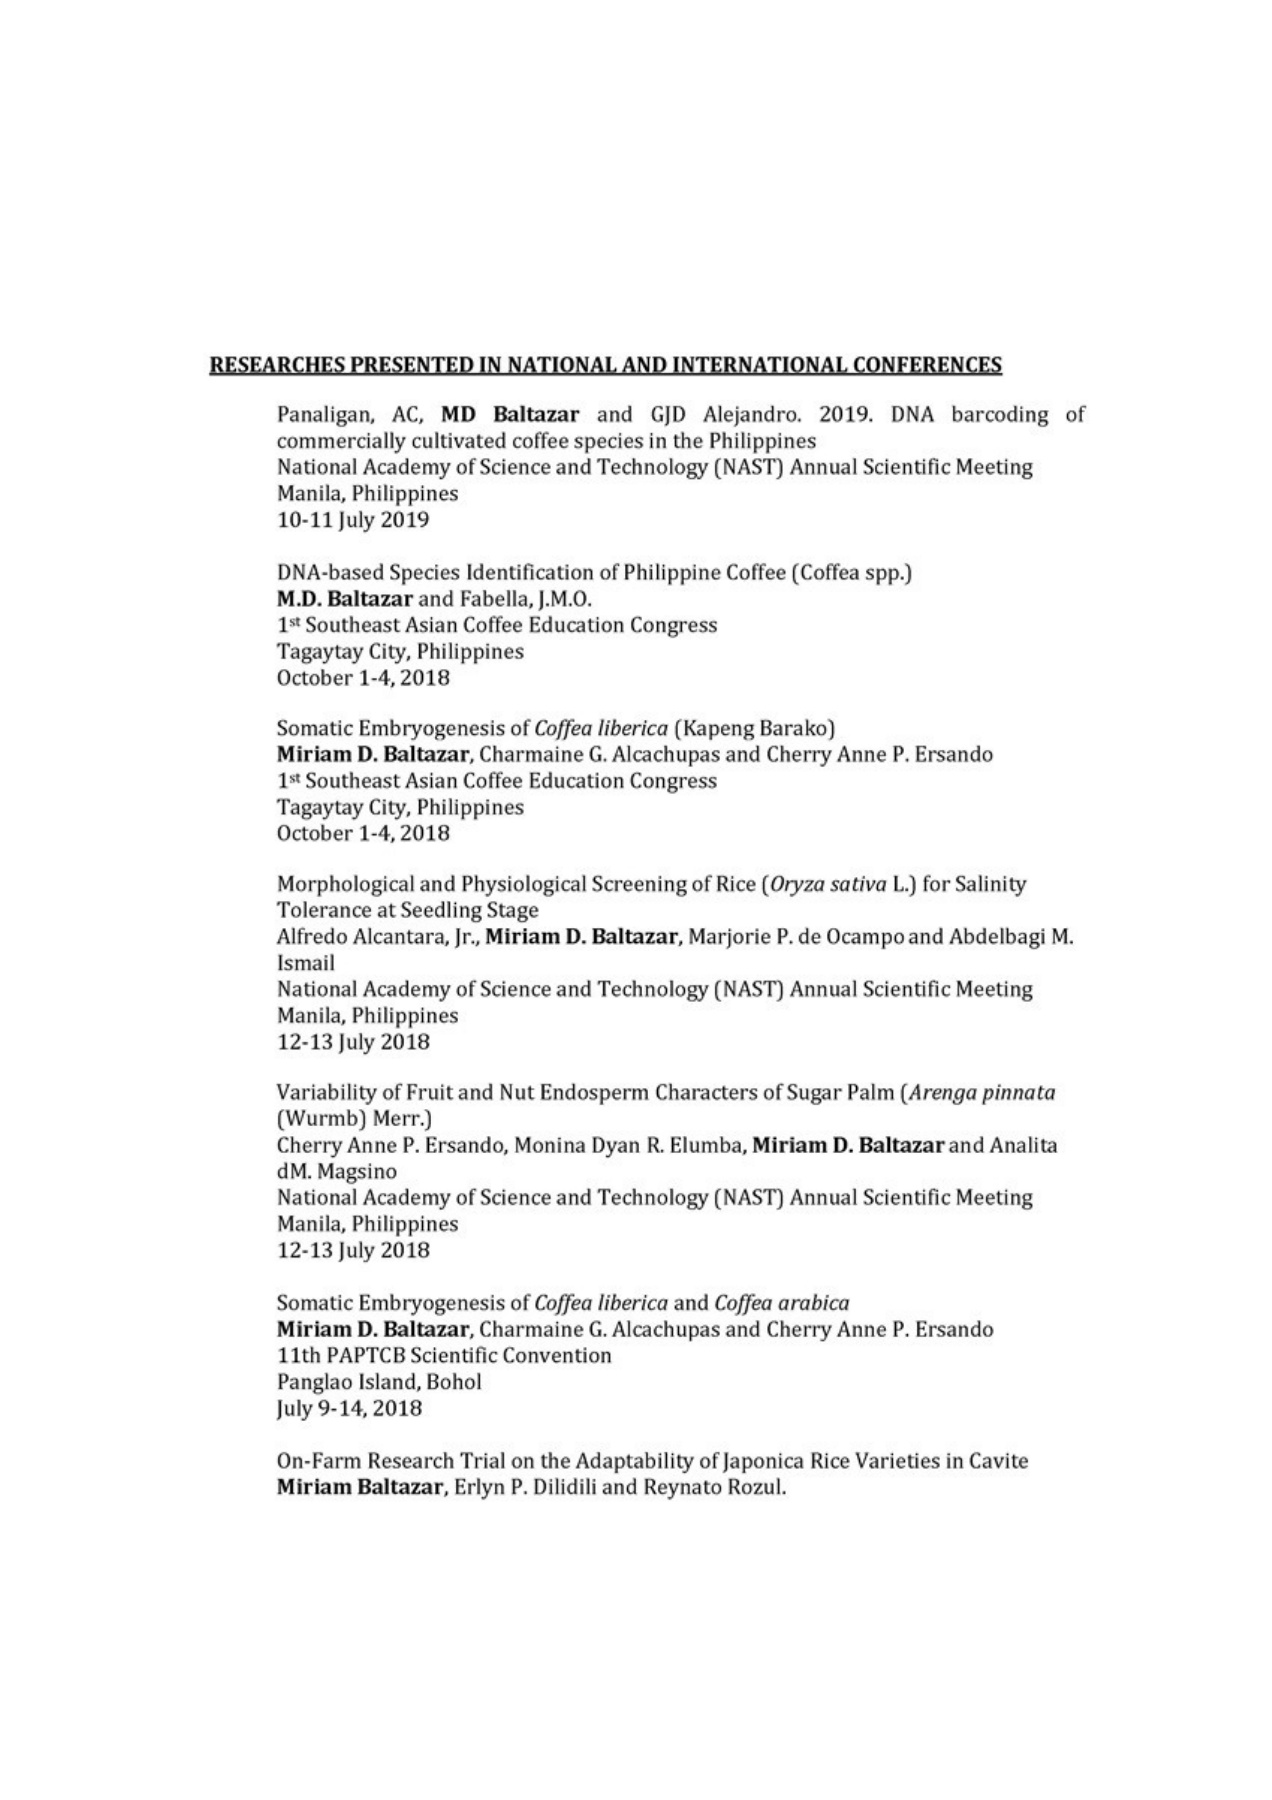 RESEARCHES PRESENTED IN NATIONAL AND INTERNATIONAL CONFERENCES
Panaligan, AC, MD Baltazar and GJD Alejandro. 2019. DNA barcoding of
commercially cultivated coffee species in the Philippines
National Academy of Science and Technology (NAST) Annual Scientific Meeting
Manila, Philippines
10-11 July 2019
DNA-based Species Identification of Philippine Coffee (Coffea spp.)
M.D. Baltazar and Fabella, J.M.O.
1st Southeast Asian Coffee Education Congress
Tagaytay City, Philippines
October 1-4, 2018
Somatic Embryogenesis of Coffea liberica (Kapeng Barako)
Miriam D. Baltazar, Charmaine G. Alcachupas and Cherry Anne P. Ersando
1st Southeast Asian Coffee Education Congress
Tagaytay City, Philippines
October 1-4, 2018
Morphological and Physiological Screening of Rice (Oryza sativa L.) for Salinity
Tolerance at Seedling Stage
Alfredo Alcantara, Jr., Miriam D. Baltazar, Marjorie P. de Ocampo and Abdelbagi M.
Ismail
National Academy of Science and Technology (NAST) Annual Scientific Meeting
Manila, Philippines
12-13 July 2018
Variability of Fruit and Nut Endosperm Characters of Sugar Palm (Arenga pinnata
(Wurmb) Merr.)
Cherry Anne P. Ersando, Monina Dyan R. Elumba, Miriam D. Baltazar and Analita
dM. Magsino
National Academy of Science and Technology (NAST) Annual Scientific Meeting
Manila, Philippines
12-13 July 2018
Somatic Embryogenesis of Coffea liberica and Coffea arabica
Miriam D. Baltazar, Charmaine G. Alcachupas and Cherry Anne P. Ersando
11th PAPTCB Scientific Convention
Panglao Island, Bohol
July 9-14, 2018
On-Farm Research Trial on the Adaptability of Japonica Rice Varieties in Cavite
Miriam Baltazar, Erlyn P. Dilidili and Reynato Rozul.